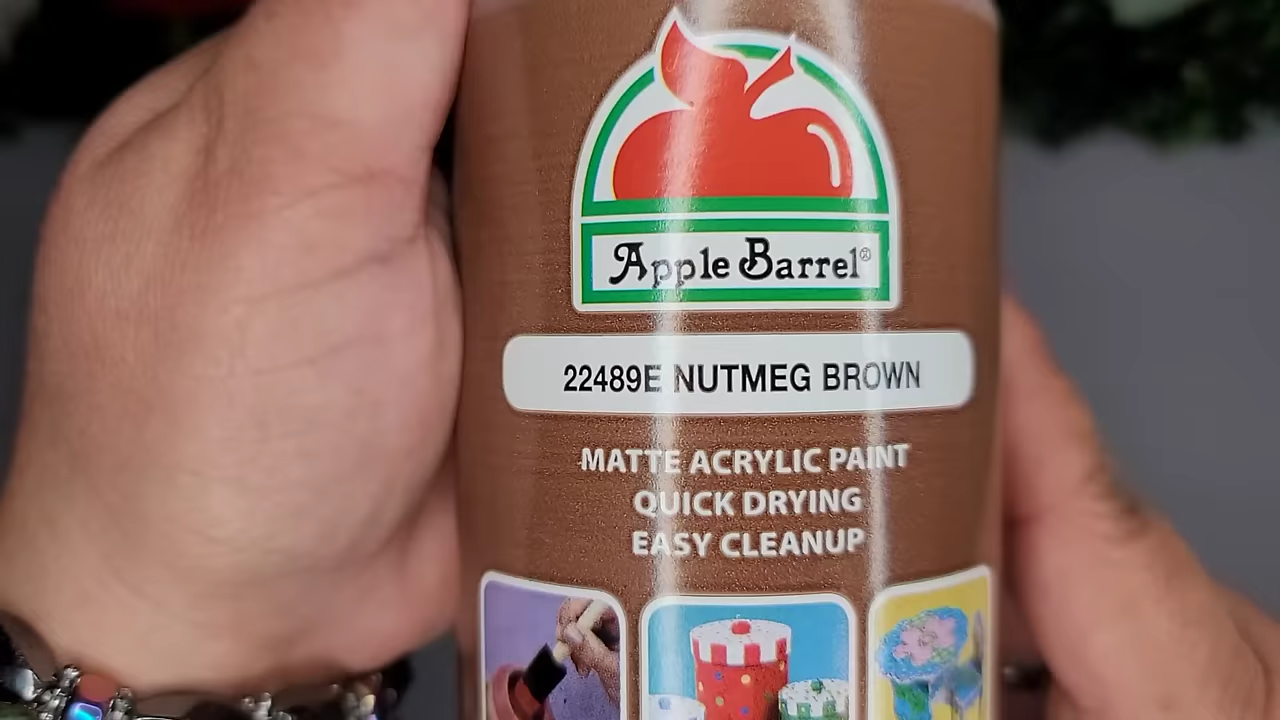 Apple Barrel®
22489E NUTMEG BROWN
MATTE ACRYLIC PAINT
QUICK DRYING
EASY CLEANUP